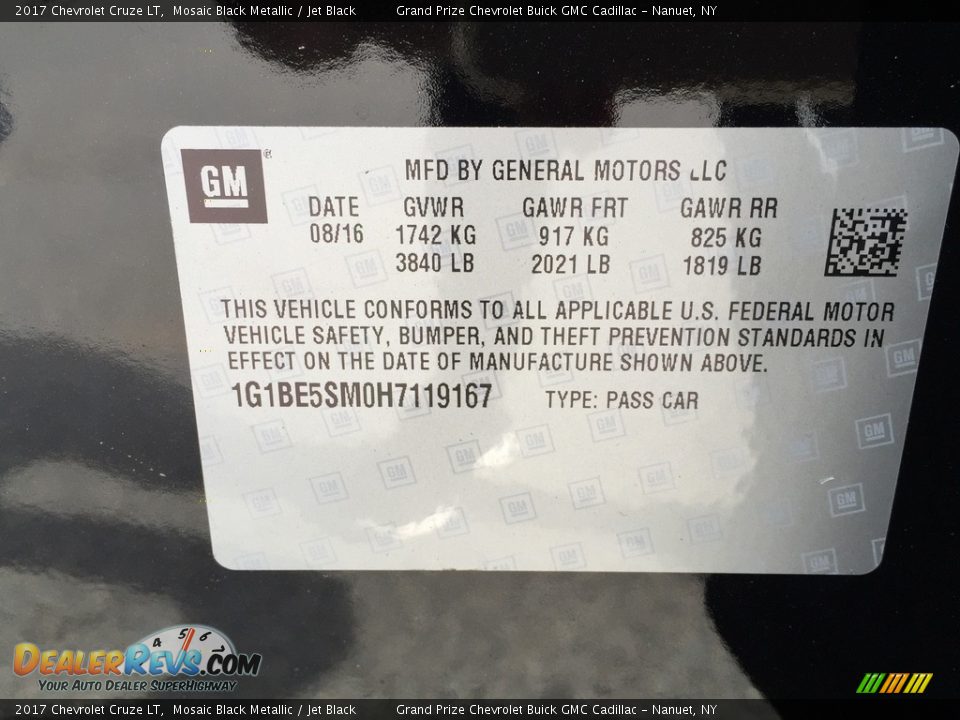 2017 Chevrolet Cruze LT, Mosaic Black Metallic / Jet Black Grand Prize Chevrolet Buick GMC Cadillac - Nanuet, NY
GM ®
MFD BY GENERAL MOTORS LLC
DATE GVWR GAWR FRT GAWR RR
08/16 1742 KG 917 KG 825 KG
3840 LB 2021 LB 1819 LB
THIS VEHICLE CONFORMS TO ALL APPLICABLE U.S. FEDERAL MOTOR
VEHICLE SAFETY, BUMPER, AND THEFT PREVENTION STANDARDS IN
EFFECT ON THE DATE OF MANUFACTURE SHOWN ABOVE.
1G1BE5SM0H7119167 TYPE: PASS CAR
4 5 6
DEALERREVS.COM
YOUR AUTO DEALER SUPERHIGHWAY
2017 Chevrolet Cruze LT, Mosaic Black Metallic / Jet Black Grand Prize Chevrolet Buick GMC Cadillac - Nanuet, NY